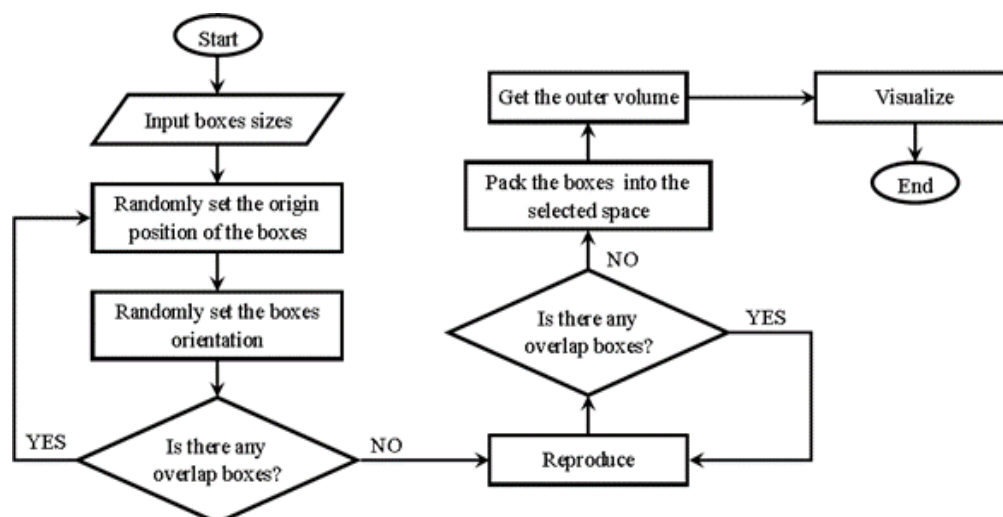 Start
Input boxes sizes
Randomly set the origin
position of the boxes
Randomly set the boxes
orientation
Is there any
overlap boxes?
YES
NO
Reproduce
Is there any
overlap boxes?
YES
NO
Pack the boxes into the
selected space
Get the outer volume
Visualize
End